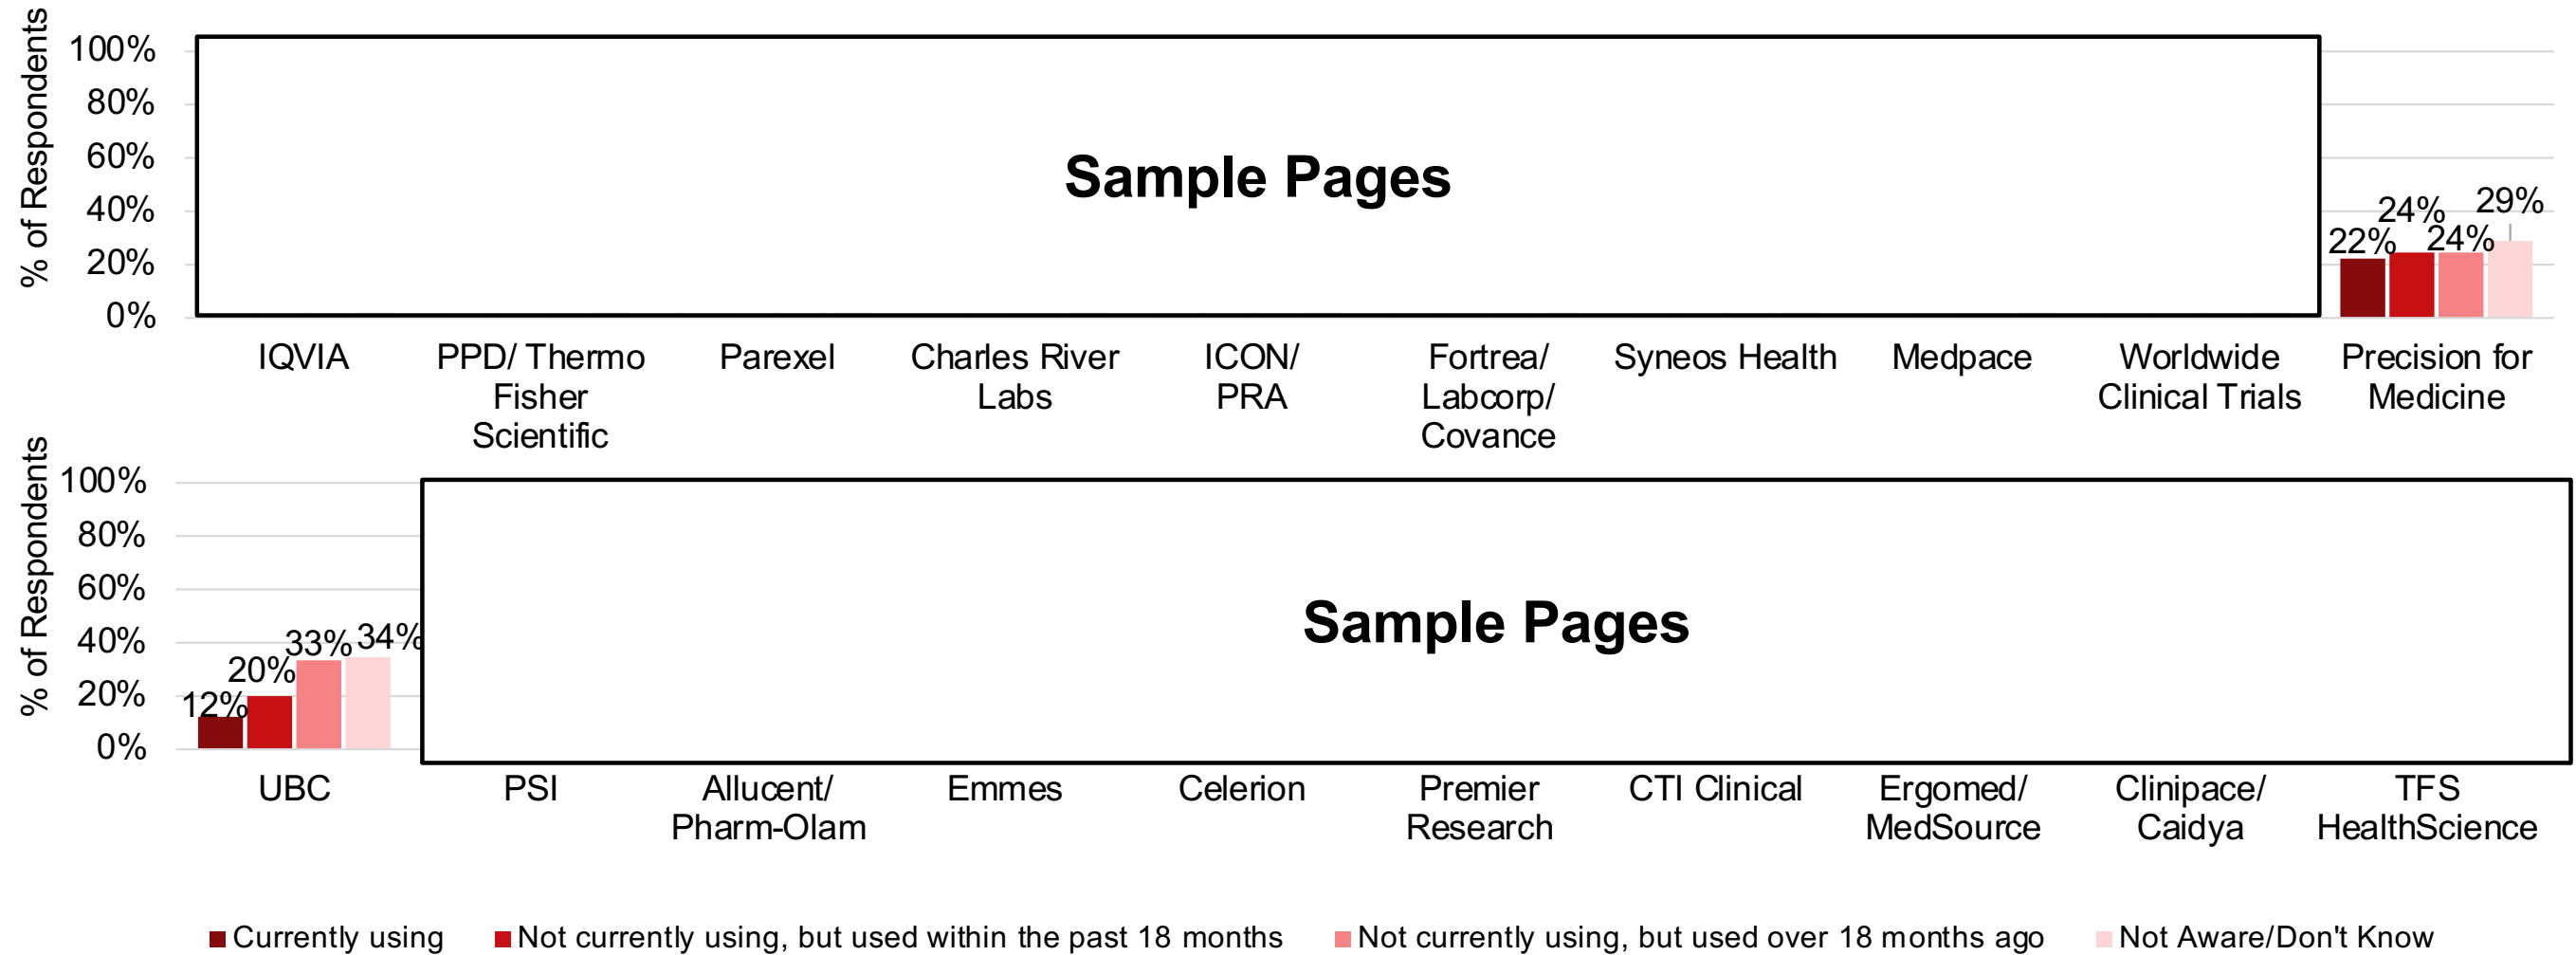 % of Respondents
100%
80%
60%
40%
20%
0%
Sample Pages
22%
24%
24%
29%
IQVIA
PPD/ Thermo
Fisher
Scientific
Parexel
Charles River
Labs
ICON/
PRA
Fortrea/
Labcorp/
Covance
Syneos Health
Medpace
Worldwide
Clinical Trials
Precision for
Medicine
% of Respondents
100%
80%
60%
40%
20%
0%
12%
20%
33%
34%
Sample Pages
UBC
PSI
Allucent/
Pharm-Olam
Emmes
Celerion
Premier
Research
CTI Clinical
Ergomed/
MedSource
Clinipace/
Caidya
TFS
HealthScience
Currently using
Not currently using, but used within the past 18 months
Not currently using, but used over 18 months ago
Not Aware/Don't Know